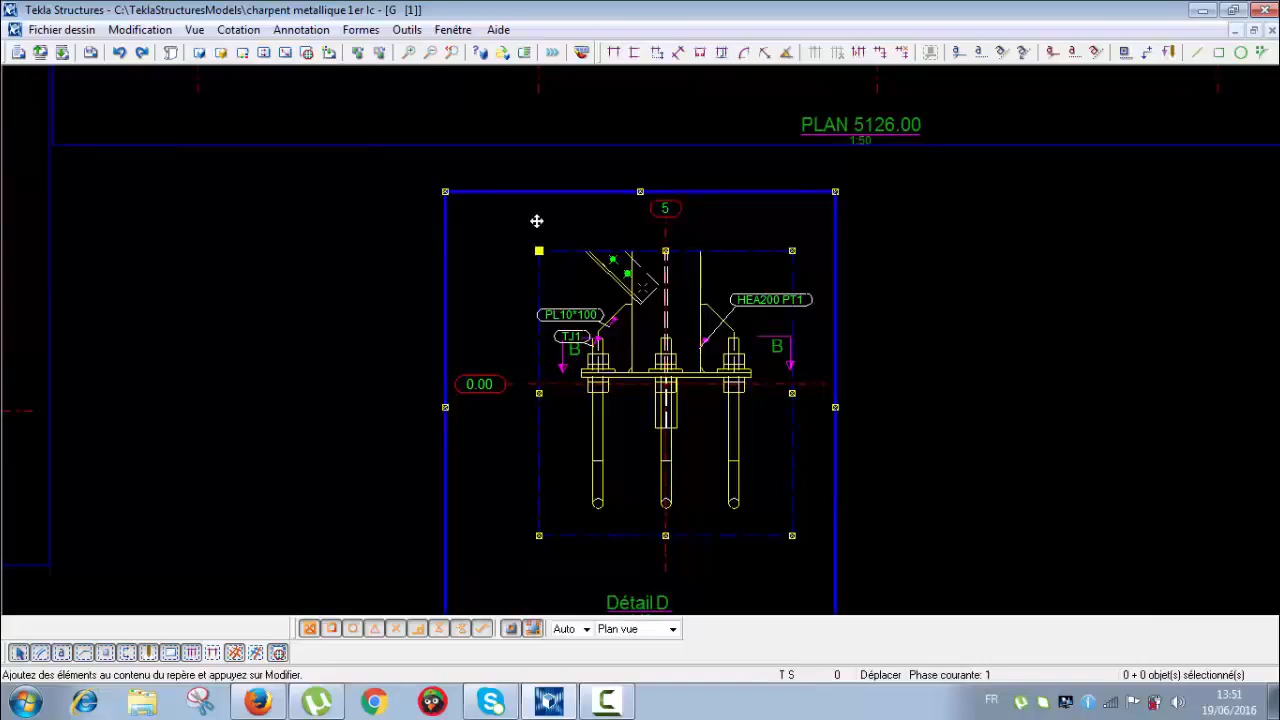 Tekla Structures - C:\TeklaStructuresModels\charpent metallique 1er lc - [G   [1]]
Fichier dessin Modification Vue Cotation Annotation Formes Outils Fenêtre Aide
PLAN 5126.00
1:50
5
PL10*100
HEA200 PT1
TJ1
B
B
0.00
Détail D
Auto Plan vue
Ajoutez des éléments au contenu du repère et appuyez sur Modifier. T S 0 Déplacer Phase courante: 1 0 + 0 objet(s) sélectionné(s)
FR 13:51
19/06/2016